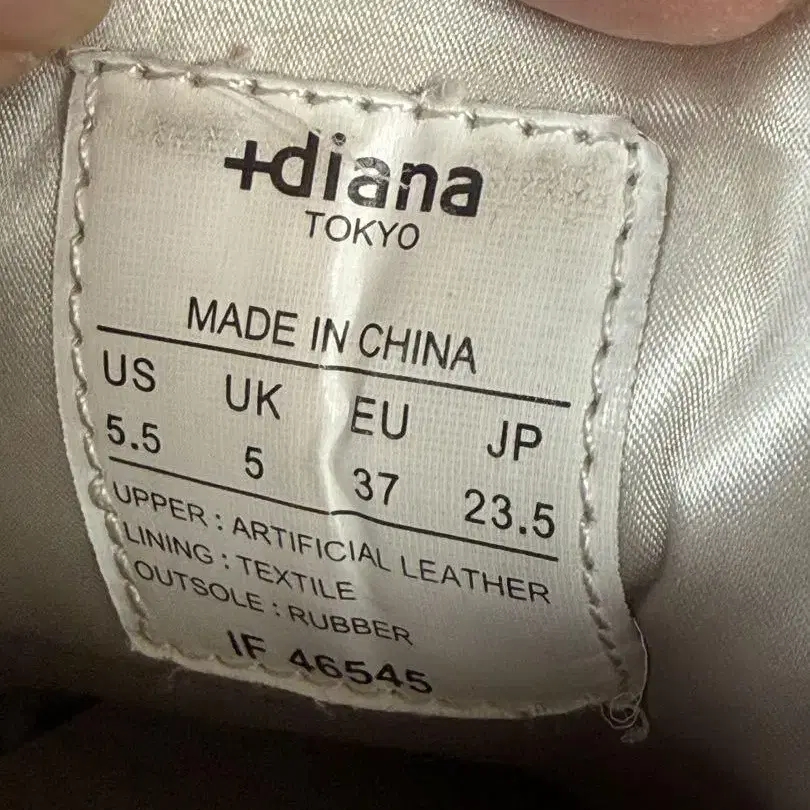 +diana
TOKYO
MADE IN CHINA
US UK EU JP
5.5 5 37 23.5
UPPER : ARTIFICIAL LEATHER
LINING : TEXTILE
OUTSOLE : RUBBER
IF 46545